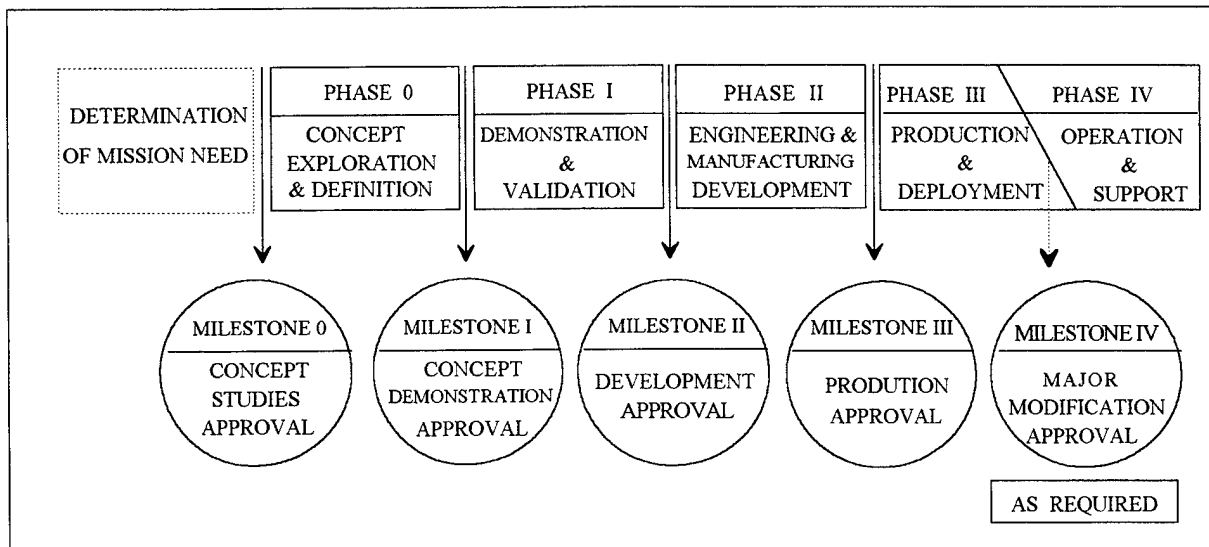 DETERMINATION
OF MISSION NEED
PHASE 0
CONCEPT
EXPLORATION
& DEFINITION
PHASE I
DEMONSTRATION
&
VALIDATION
PHASE II
ENGINEERING &
MANUFACTURING
DEVELOPMENT
PHASE III
PRODUCTION
&
DEPLOYMENT
PHASE IV
OPERATION
&
SUPPORT
MILESTONE 0
CONCEPT
STUDIES
APPROVAL
MILESTONE I
CONCEPT
DEMONSTRATION
APPROVAL
MILESTONE II
DEVELOPMENT
APPROVAL
MILESTONE III
PRODUTION
APPROVAL
MILESTONE IV
MAJOR
MODIFICATION
APPROVAL
AS REQUIRED